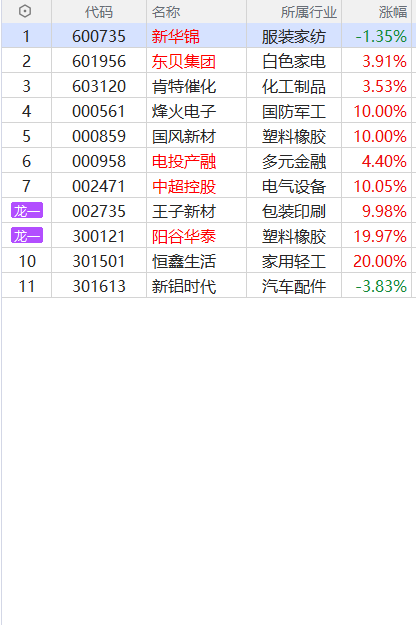 代码 名称 所属行业 涨幅
1 600735 新华锦 服装家纺 -1.35%
2 601956 东贝集团 白色家电 3.91%
3 603120 肯特催化 化工制品 3.53%
4 000561 烽火电子 国防军工 10.00%
5 000859 国风新材 塑料橡胶 10.00%
6 000958 电投产融 多元金融 4.40%
7 002471 中超控股 电气设备 10.05%
龙一 002735 王子新材 包装印刷 9.98%
龙一 300121 阳谷华泰 塑料橡胶 19.97%
10 301501 恒鑫生活 家用轻工 20.00%
11 301613 新铝时代 汽车配件 -3.83%